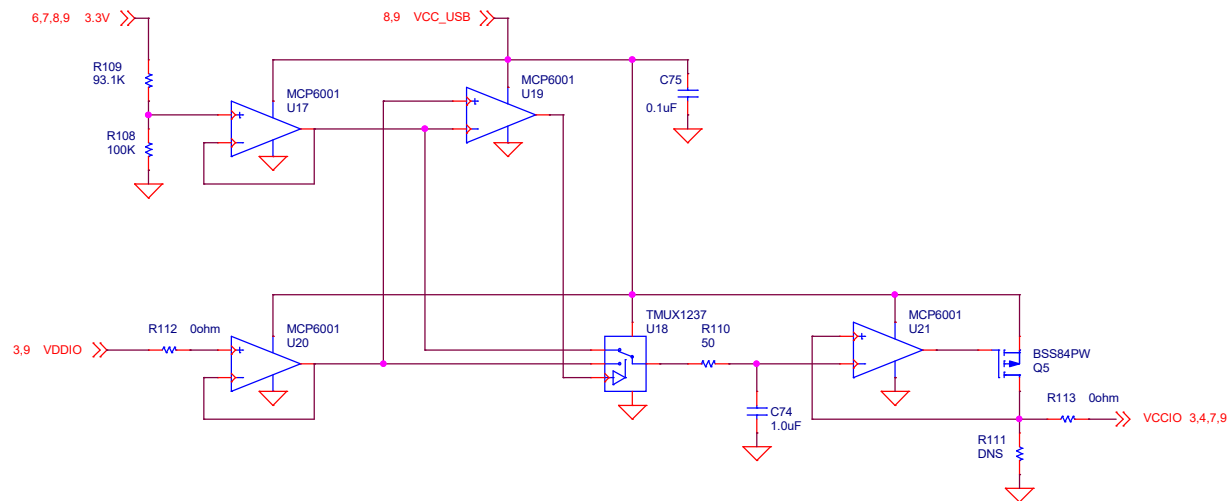 6,7,8,9 3.3V
8,9 VCC_USB
R109
93.1K
MCP6001
U17
MCP6001
U19
C75
0.1uF
R108
100K
MCP6001
U20
TMUX1237
U18
R110
50
MCP6001
U21
BSS84PW
Q5
R112 0ohm
3,9 VDDIO
C74
1.0uF
R113 0ohm
VCCIO 3,4,7,9
R111
DNS